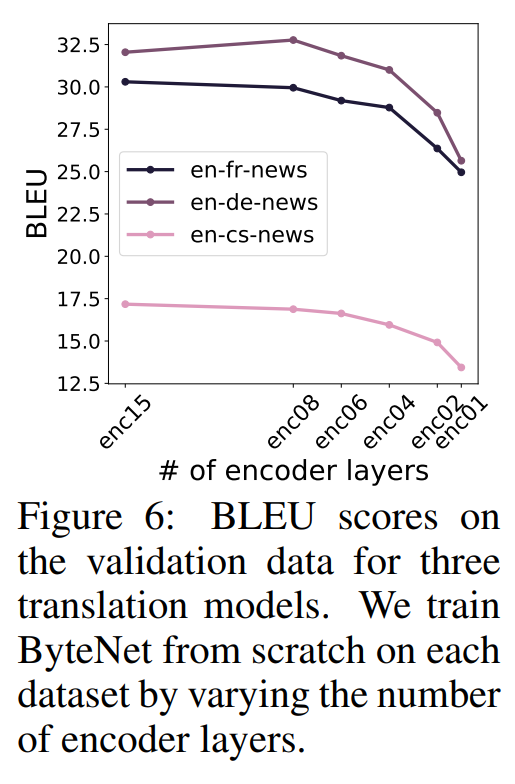 32.5
30.0
27.5
25.0
22.5
20.0
17.5
15.0
12.5
BLEU
en-fr-news
en-de-news
en-cs-news
enc15
enc08
enc06
enc04
enc02
enc01
# of encoder layers
Figure 6: BLEU scores on
the validation data for three
translation models. We train
ByteNet from scratch on each
dataset by varying the number
of encoder layers.